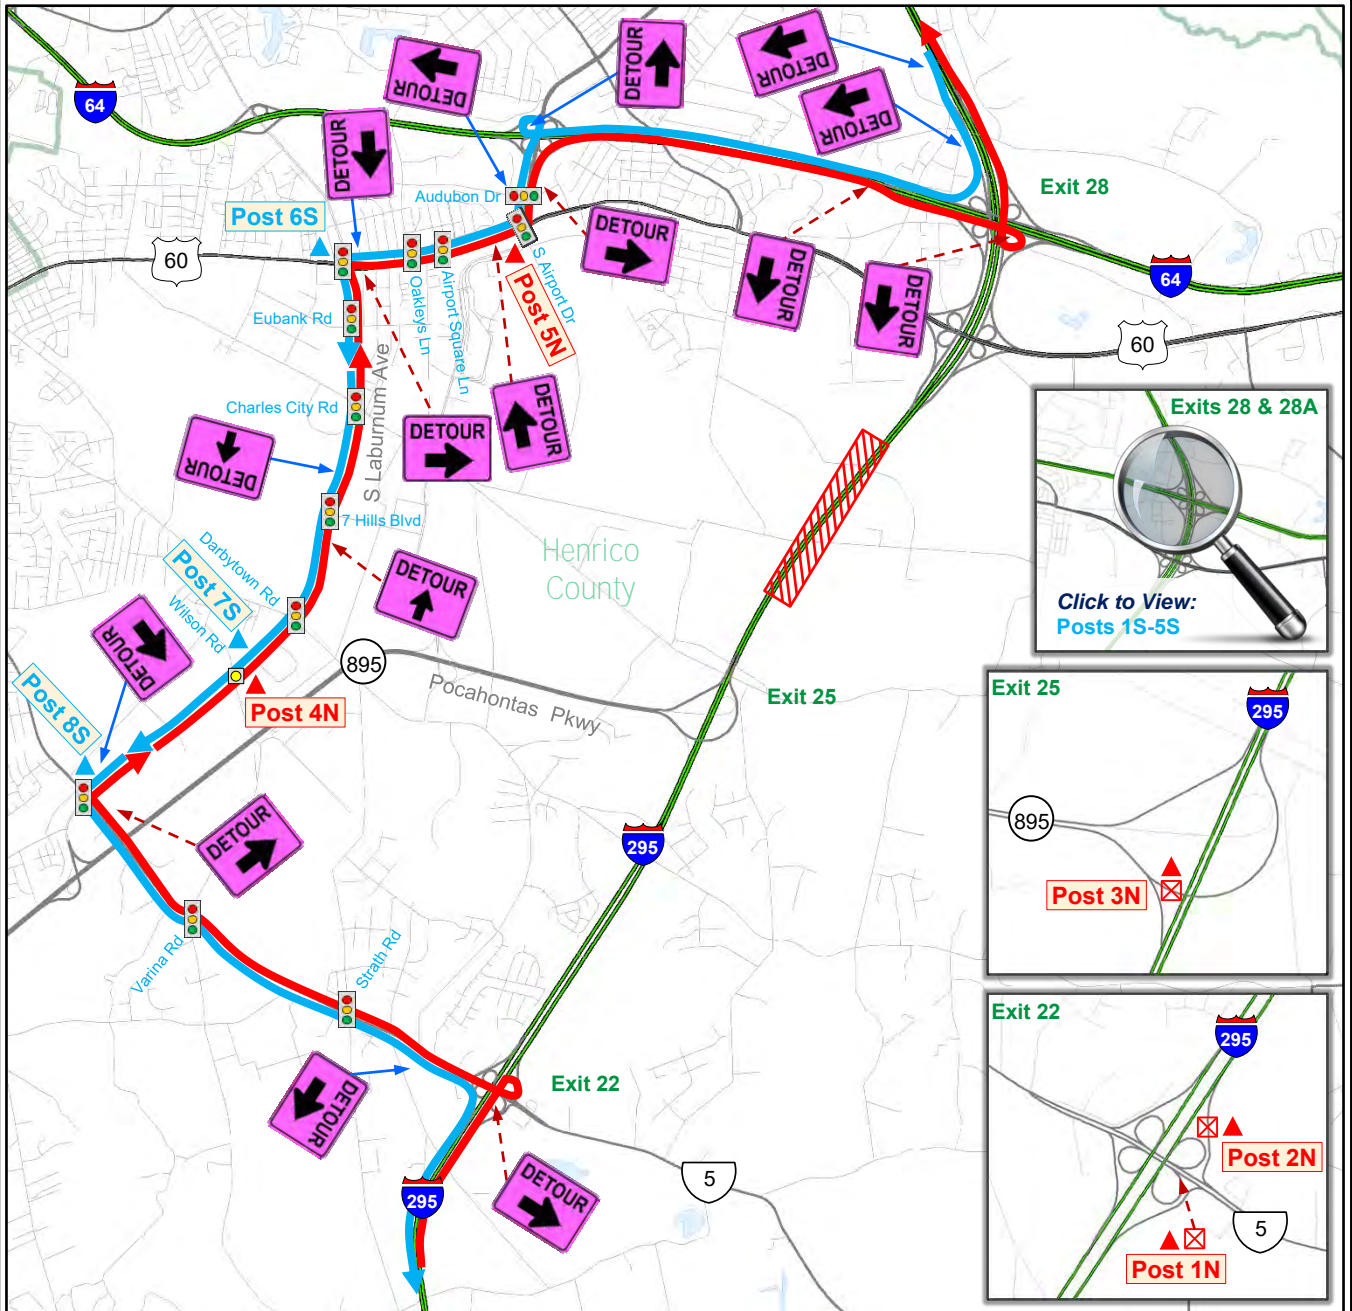 64
DETOUR
DETOUR
DETOUR
DETOUR
DETOUR
Exit 28
Audubon Dr
Post 6S
60
DETOUR
DETOUR
DETOUR
64
60
S Airport Dr
Post 5N
Oakleys Ln
Airport Square Ln
Eubank Rd
S Laburnum Ave
Charles City Rd
DETOUR
DETOUR
DETOUR
7 Hills Blvd
Henrico
County
DETOUR
Darbytown Rd
Post 7S
Wilson Rd
DETOUR
Post 8S
Post 4N
895
Pocahontas Pkwy
Exit 25
295
DETOUR
Varina Rd
Strath Rd
DETOUR
Exit 22
DETOUR
295
5
Exits 28 & 28A
Click to View:
Posts 1S-5S
Exit 25
295
895
Post 3N
Exit 22
295
Post 2N
5
Post 1N